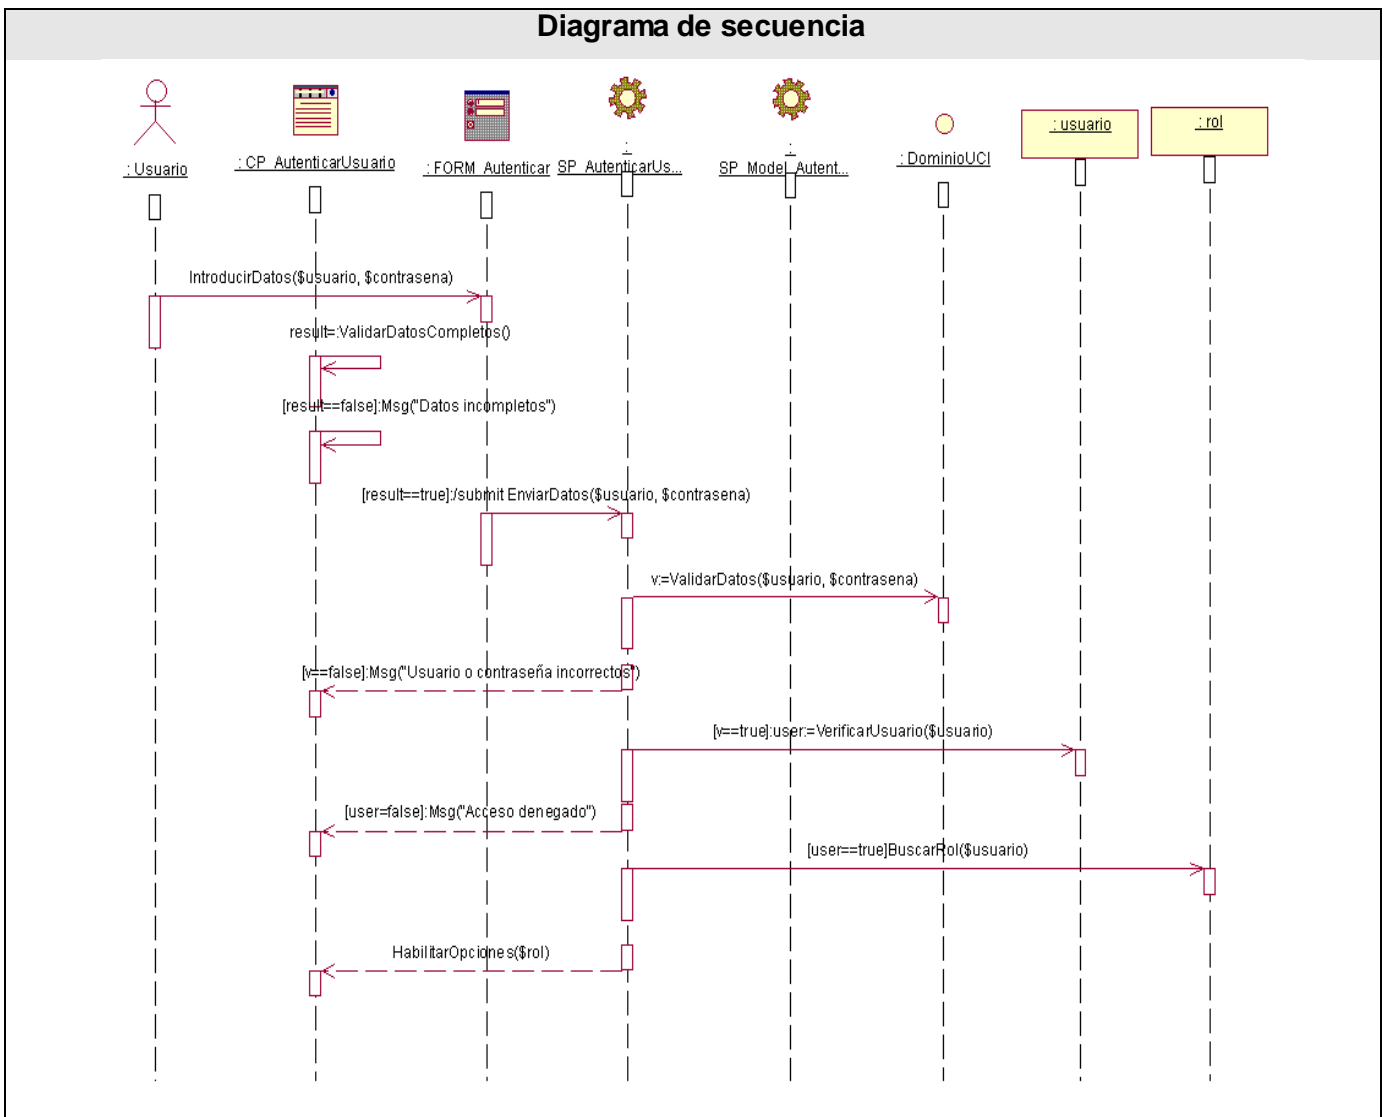 Diagrama de secuencia
: Usuario
: CP_AutenticarUsuario
: FORM_Autenticar
:
SP_AutenticarUs...
:
SP_Model_Autent...
: DominioUCI
: usuario
: rol
IntroducirDatos($usuario, $contrasena)
result=:ValidarDatosCompletos()
[result==false]:Msg("Datos incompletos")
[result==true]:/submit EnviarDatos($usuario, $contrasena)
v:=ValidarDatos($usuario, $contrasena)
[v==false]:Msg("Usuario o contraseña incorrectos")
[v==true]:user:=VerificarUsuario($usuario)
[user=false]:Msg("Acceso denegado")
[user==true]BuscarRol($usuario)
HabilitarOpciones($rol)